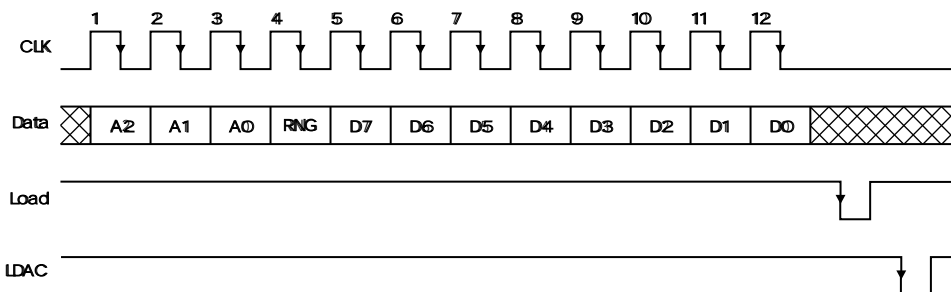 1 2 3 4 5 6 7 8 9 10 11 12
CLK
Data A2 A1 A0 RNG D7 D6 D5 D4 D3 D2 D1 D0
Load
LDAC